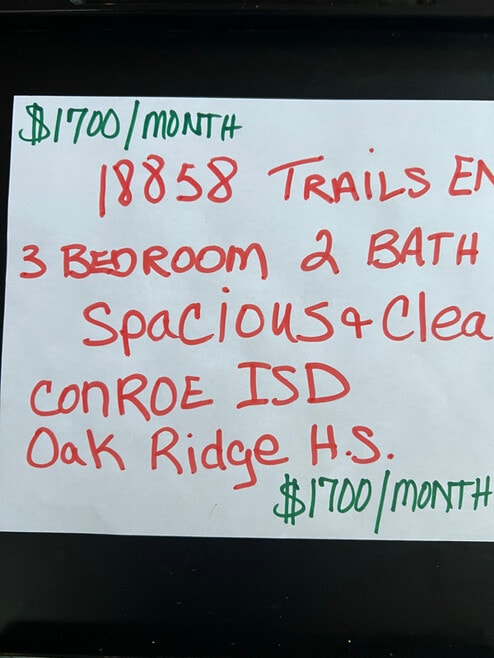 $1700/MONTH
18858 TRAILS EN
3 BEDROOM 2 BATH
Spacious & Clea
CONROE ISD
Oak Ridge H.S.
$1700/MONTH